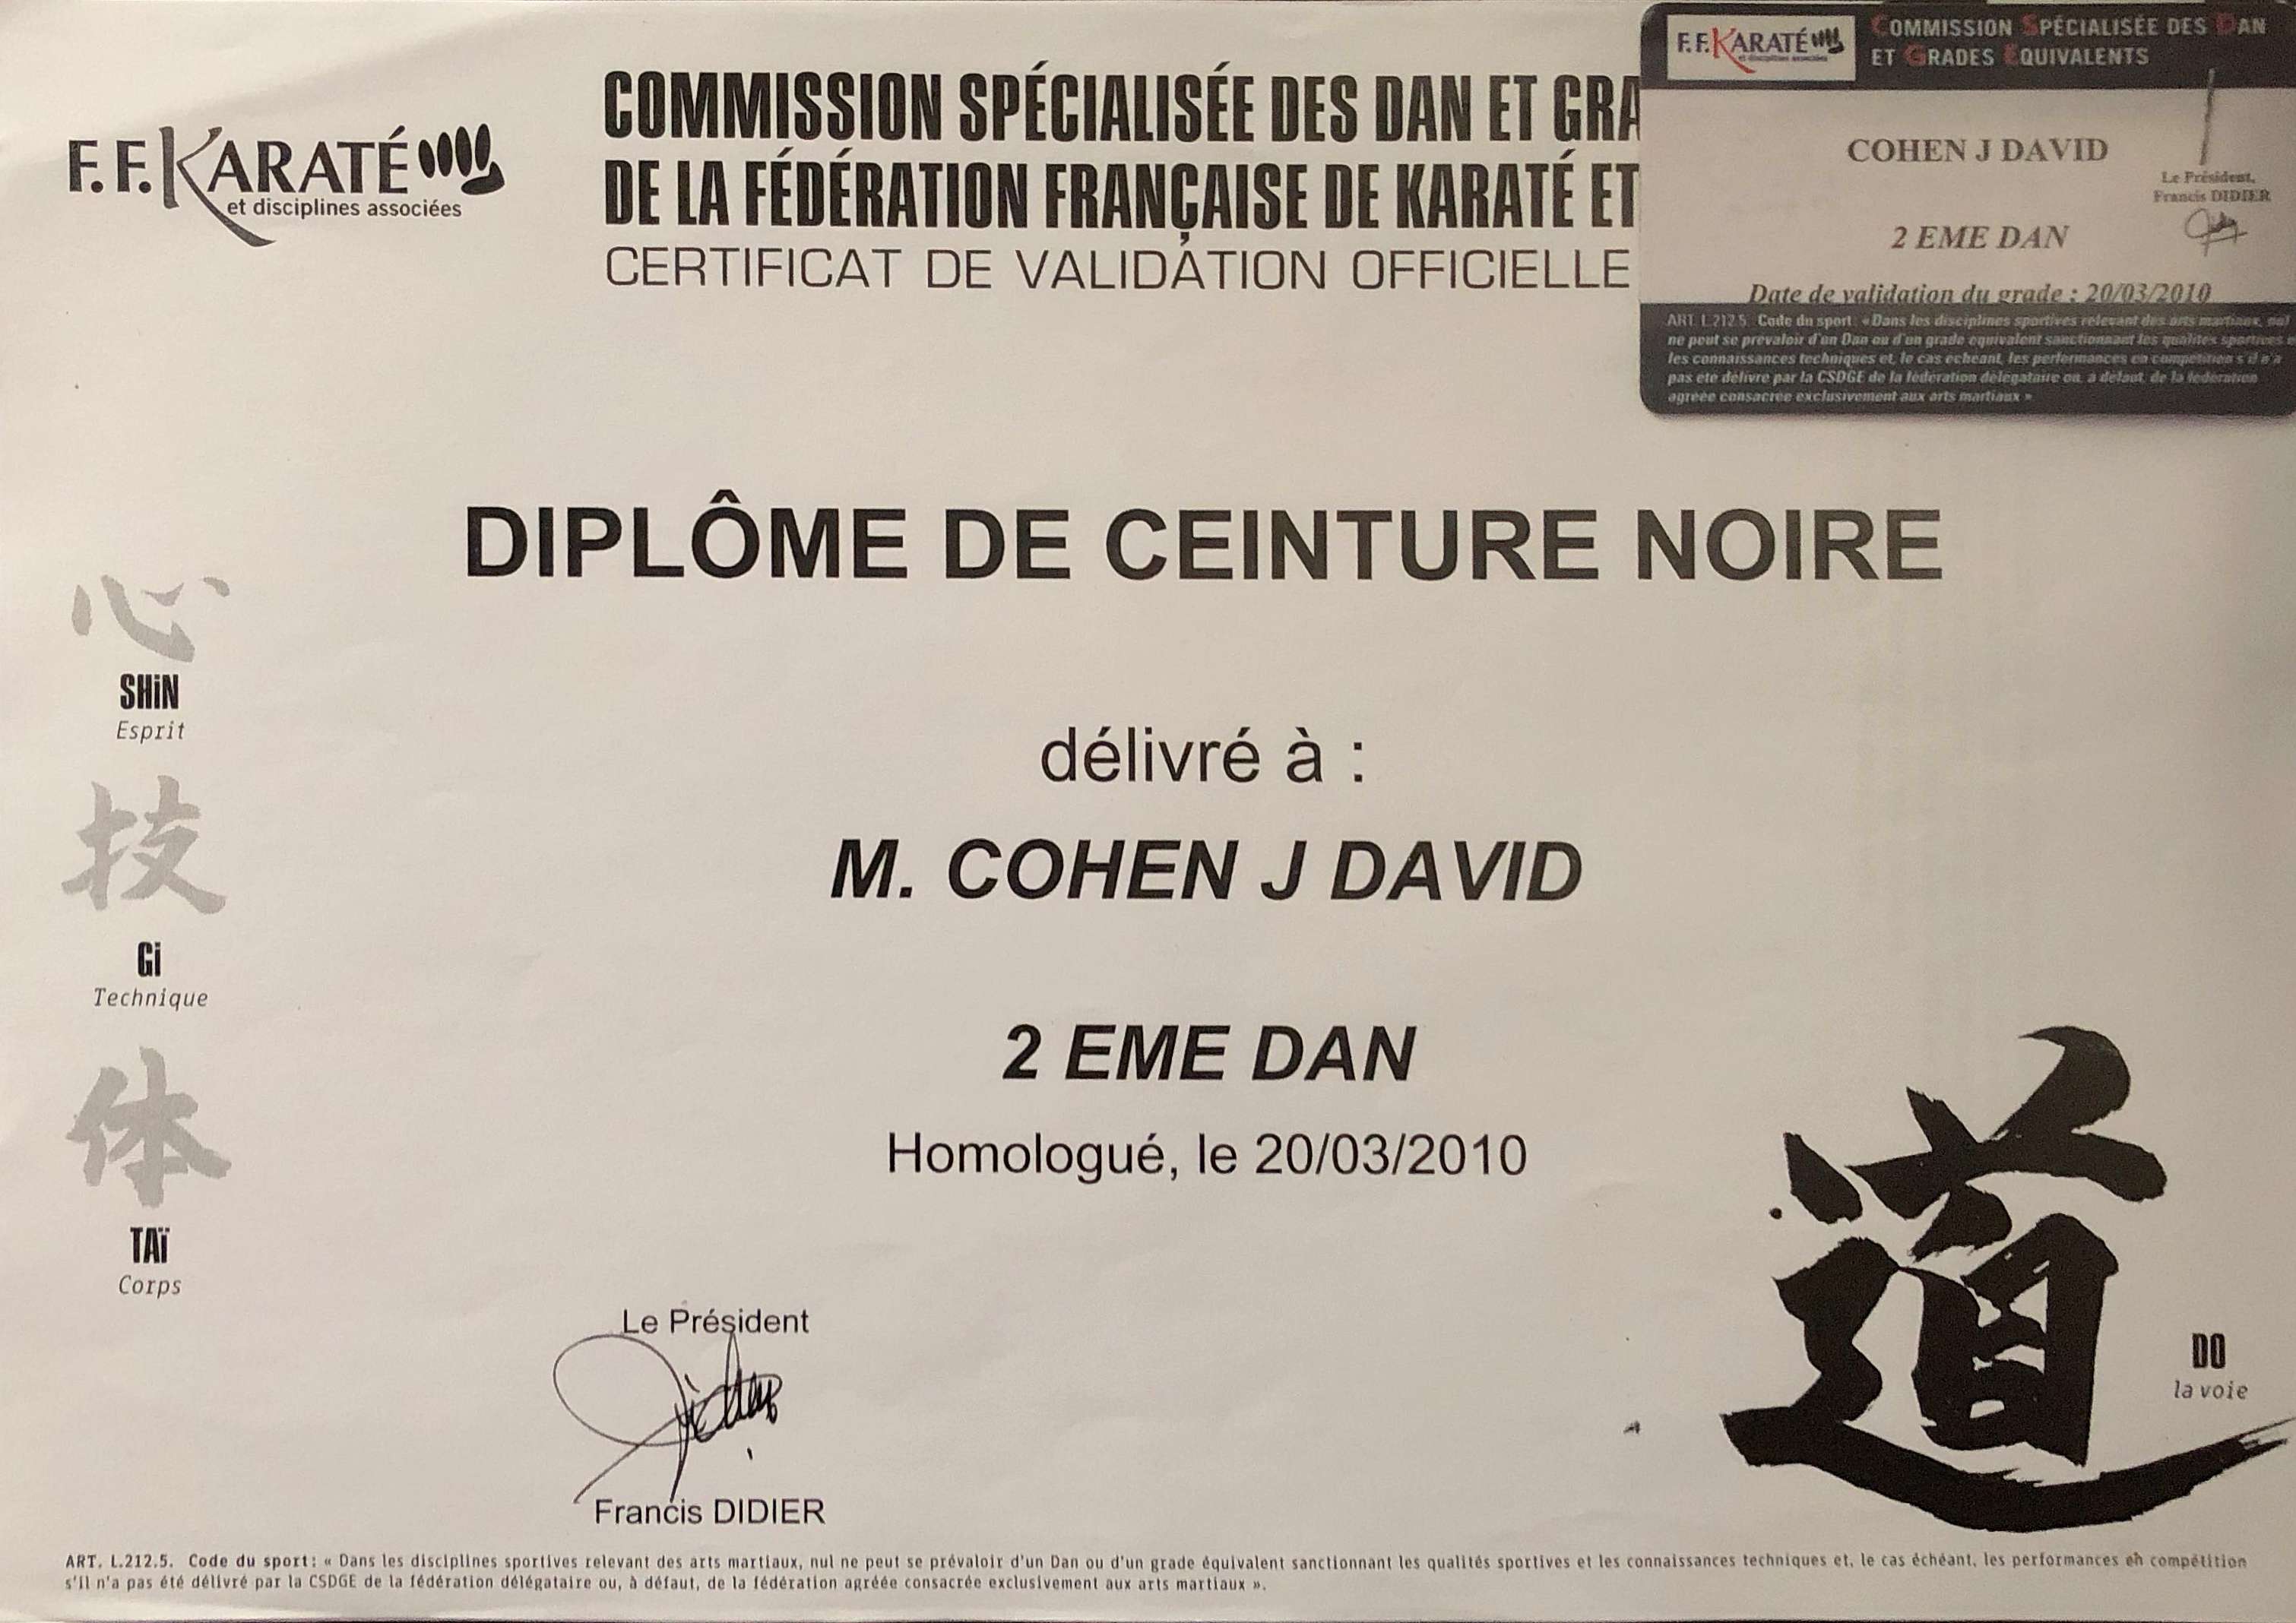 F.F.KARATÉ
et disciplines associées
COMMISSION SPÉCIALISÉE DES DAN ET GRA
DE LA FÉDÉRATION FRANÇAISE DE KARATÉ ET
CERTIFICAT DE VALIDATION OFFICIELLE
F.F.KARATÉ
et disciplines associées
COMMISSION SPÉCIALISÉE DES DAN
ET GRADES EQUIVALENTS
COHEN J DAVID
Le Président,
Francis DIDIER
2 EME DAN
Date de validation du grade : 20/03/2010
ART. L.212.5. Code du sport : «Dans les disciplines sportives relevant des arts martiaux, nul
ne peut se prévaloir d'un Dan ou d'un grade équivalent sanctionnant les qualités sportives e
les connaissances techniques et, le cas échéant, les performances en compétition s'il n'a
pas été délivré par la CSDGE de la fédération délégataire ou, à défaut, de la fédération
agréée consacrée exclusivement aux arts martiaux »
DIPLÔME DE CEINTURE NOIRE
délivré à :
M. COHEN J DAVID
2 EME DAN
Homologué, le 20/03/2010
心
SHiN
Esprit
技
Gi
Technique
体
TAï
Corps
Le Président
Francis DIDIER
道
DO
la voie
ART. L.212.5. Code du sport : « Dans les disciplines sportives relevant des arts martiaux, nul ne peut se prévaloir d'un Dan ou d'un grade équivalent sanctionnant les qualités sportives et les connaissances techniques et, le cas échéant, les performances en compétition
s'il n'a pas été délivré par la CSDGE de la fédération délégataire ou, à défaut, de la fédération agréée consacrée exclusivement aux arts martiaux ».